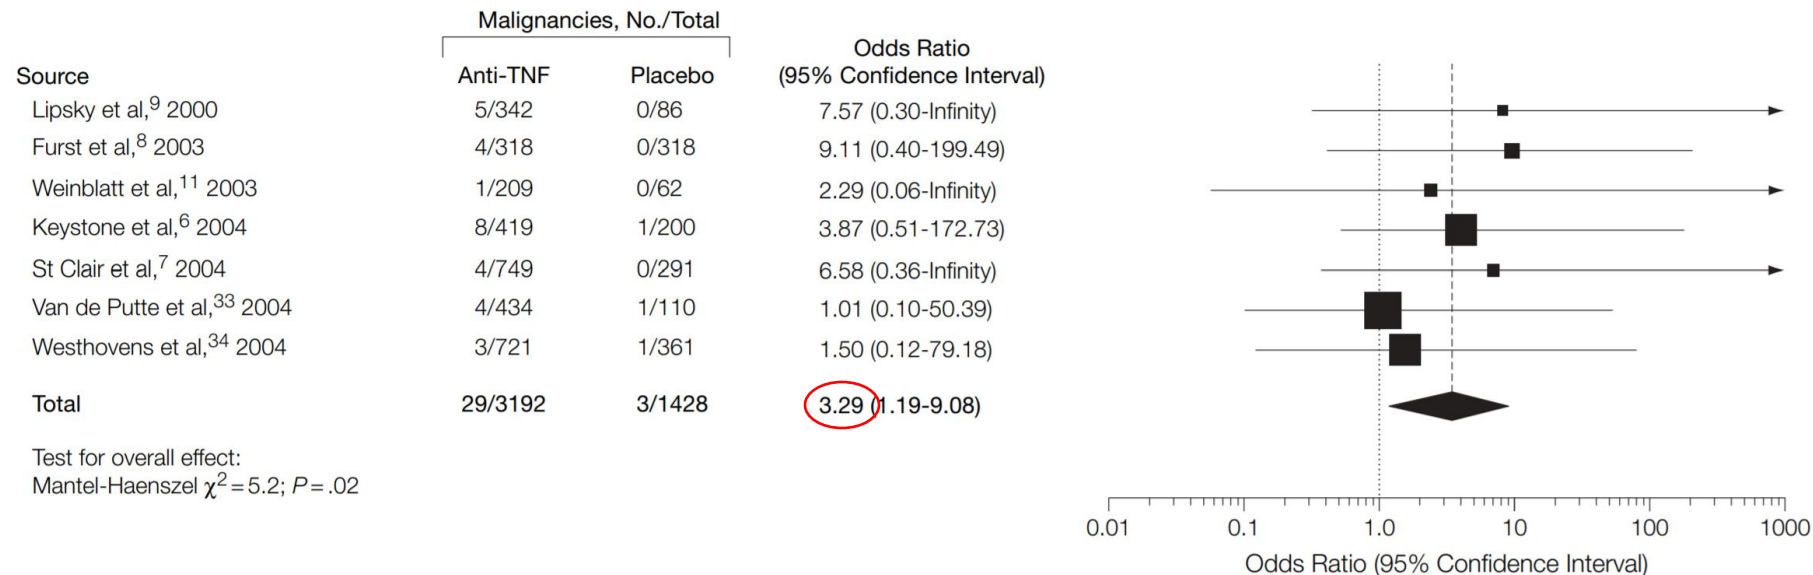 Malignancies, No./Total
Odds Ratio
Source Anti-TNF Placebo (95% Confidence Interval)
Lipsky et al,9 2000 5/342 0/86 7.57 (0.30-Infinity)
Furst et al,8 2003 4/318 0/318 9.11 (0.40-199.49)
Weinblatt et al,11 2003 1/209 0/62 2.29 (0.06-Infinity)
Keystone et al,6 2004 8/419 1/200 3.87 (0.51-172.73)
St Clair et al,7 2004 4/749 0/291 6.58 (0.36-Infinity)
Van de Putte et al,33 2004 4/434 1/110 1.01 (0.10-50.39)
Westhovens et al,34 2004 3/721 1/361 1.50 (0.12-79.18)
Total 29/3192 3/1428 3.29 (1.19-9.08)
Test for overall effect:
Mantel-Haenszel χ2=5.2; P=.02
0.01 0.1 1.0 10 100 1000
Odds Ratio (95% Confidence Interval)